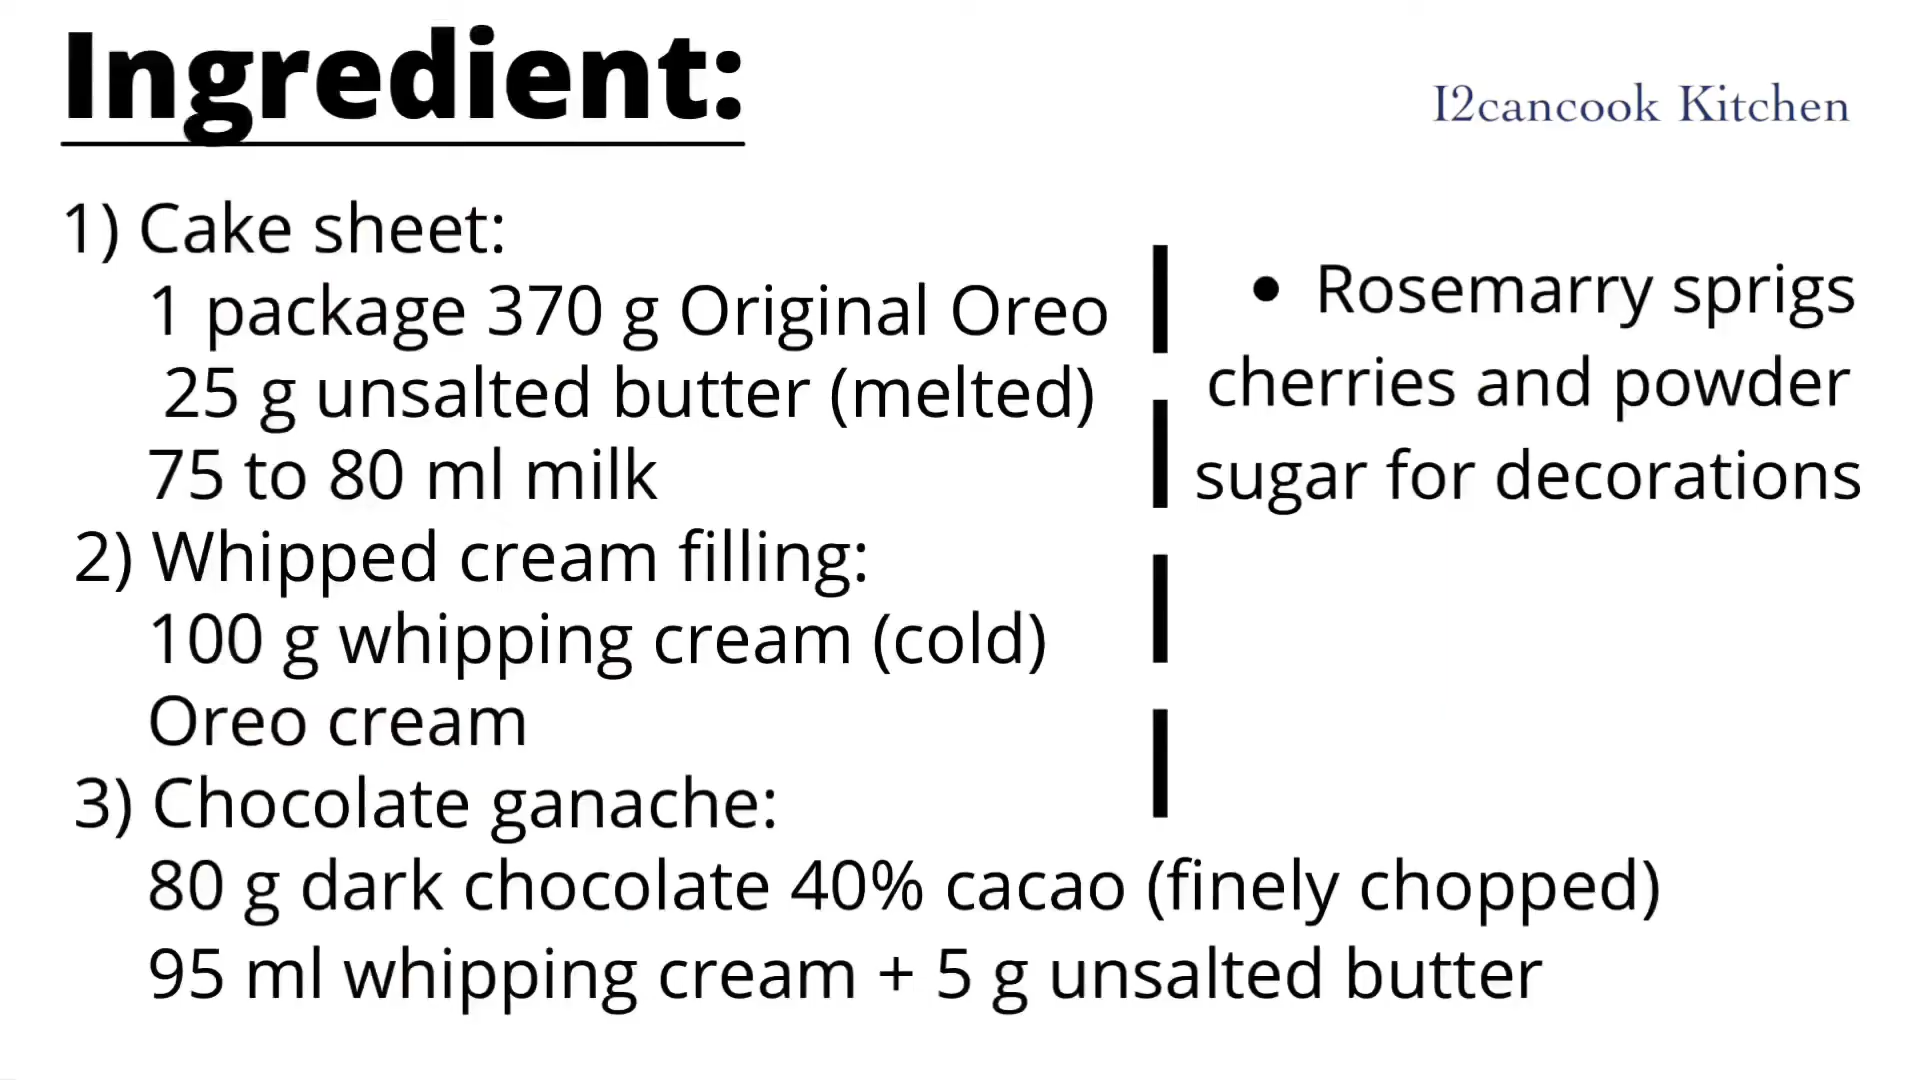 Ingredient:
I2cancook Kitchen
1) Cake sheet:
1 package 370 g Original Oreo
25 g unsalted butter (melted)
75 to 80 ml milk
2) Whipped cream filling:
100 g whipping cream (cold)
Oreo cream
3) Chocolate ganache:
80 g dark chocolate 40% cacao (finely chopped)
95 ml whipping cream + 5 g unsalted butter
• Rosemarry sprigs
cherries and powder
sugar for decorations